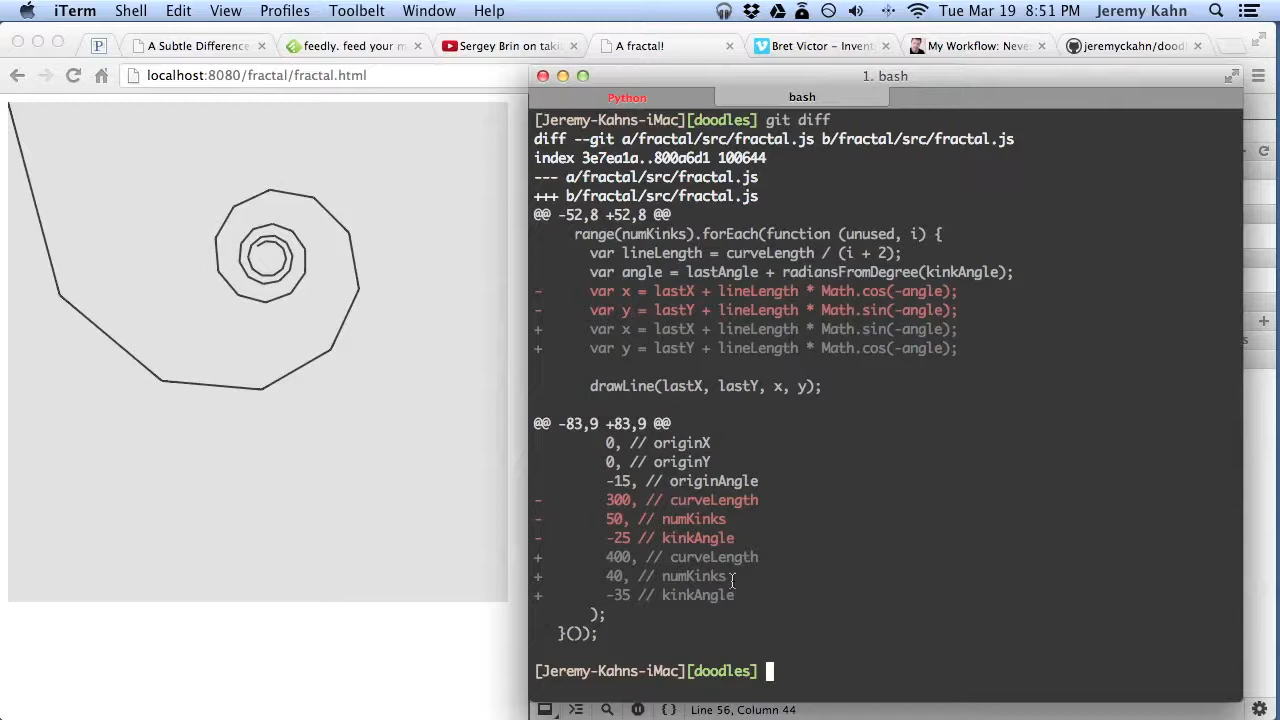 iTerm Shell Edit View Profiles Toolbelt Window Help Tue Mar 19 8:51 PM Jeremy Kahn
P A Subtle Difference feedly. feed your m Sergey Brin on ta A fractal! Bret Victor – Invent My Workflow: Neve jeremyckahn/dood
localhost:8080/fractal/fractal.html
1. bash
Python bash
[Jeremy-Kahns-iMac][doodles] git diff
diff --git a/fractal/src/fractal.js b/fractal/src/fractal.js
index 3e7ea1a..800a6d1 100644
--- a/fractal/src/fractal.js
+++ b/fractal/src/fractal.js
@@ -52,8 +52,8 @@
range(numKinks).forEach(function (unused, i) {
var lineLength = curveLength / (i + 2);
var angle = lastAngle + radiansFromDegree(kinkAngle);
- var x = lastX + lineLength * Math.cos(-angle);
- var y = lastY + lineLength * Math.sin(-angle);
+ var x = lastX + lineLength * Math.sin(-angle);
+ var y = lastY + lineLength * Math.cos(-angle);
drawLine(lastX, lastY, x, y);
@@ -83,9 +83,9 @@
0, // originX
0, // originY
-15, // originAngle
- 300, // curveLength
- 50, // numKinks
- -25 // kinkAngle
+ 400, // curveLength
+ 40, // numKinks
+ -35 // kinkAngle
);
}());
[Jeremy-Kahns-iMac][doodles]
{} Line 56, Column 44